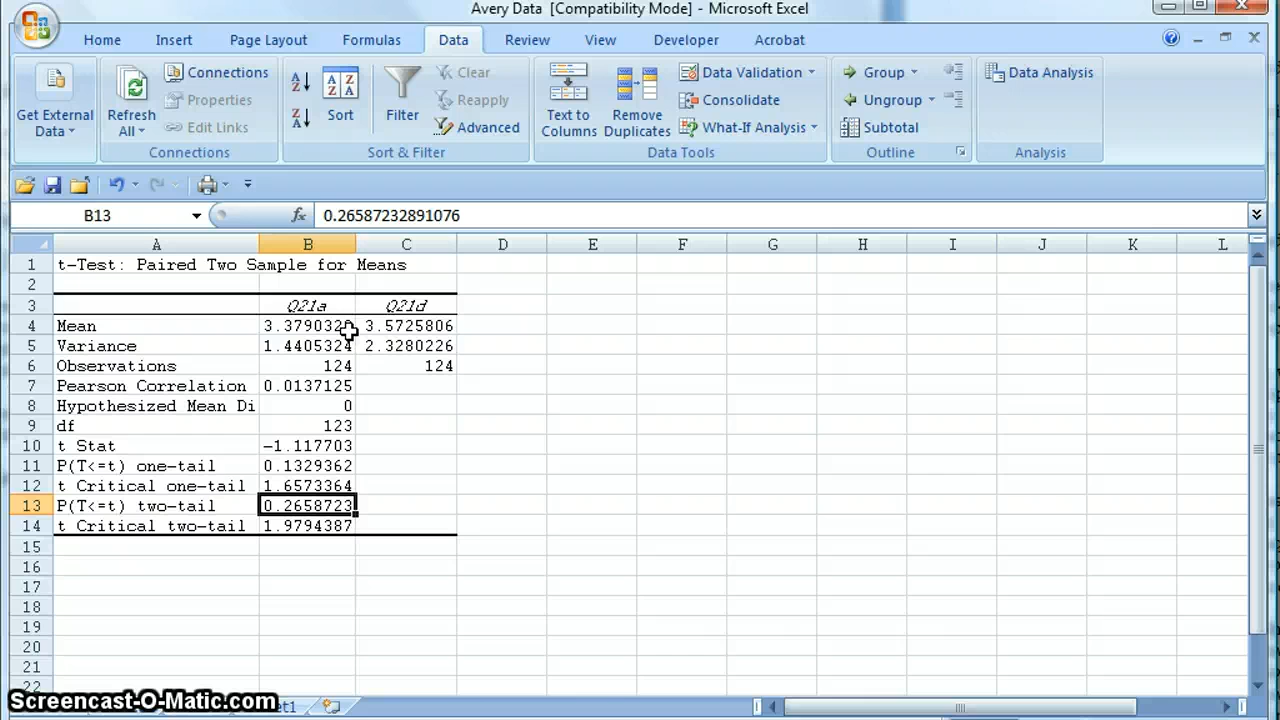 Avery Data [Compatibility Mode] - Microsoft Excel
Home Insert Page Layout Formulas Data Review View Developer Acrobat
Get External Data
Refresh All
Connections
Properties
Edit Links
Connections
Sort
Filter
Clear
Reapply
Advanced
Sort & Filter
Text to Columns
Remove Duplicates
Data Validation
Consolidate
What-If Analysis
Data Tools
Group
Ungroup
Subtotal
Outline
Data Analysis
Analysis
B13 fx 0.26587232891076
A B C D E F G H I J K L
1 t-Test: Paired Two Sample for Means
2
3 Q21a Q21d
4 Mean 3.379032 3.5725806
5 Variance 1.4405324 2.3280226
6 Observations 124 124
7 Pearson Correlation 0.0137125
8 Hypothesized Mean Di 0
9 df 123
10 t Stat -1.117703
11 P(T<=t) one-tail 0.1329362
12 t Critical one-tail 1.6573364
13 P(T<=t) two-tail 0.2658723
14 t Critical two-tail 1.9794387
15
16
17
18
19
20
21
22
Screencast-O-Matic.com